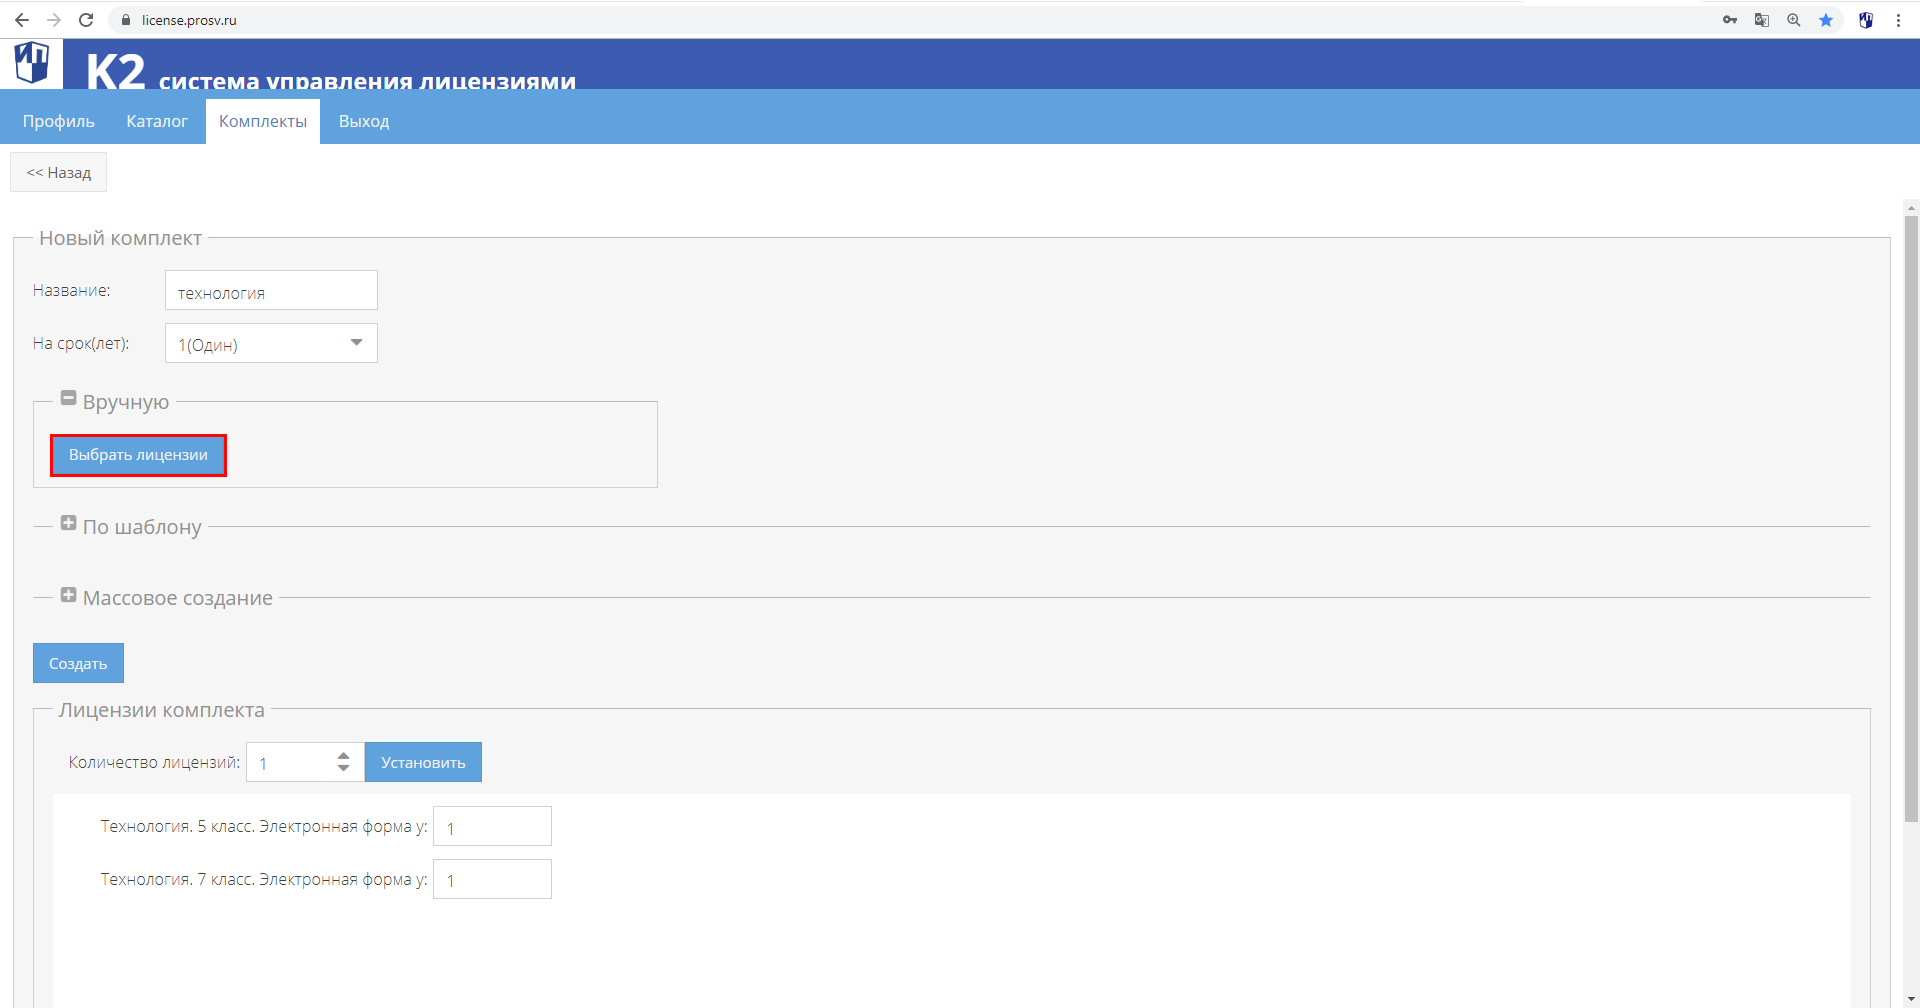 license.prosv.ru
ИП
К2 система управления лицензиями
Профиль Каталог Комплекты Выход
<< Назад
Новый комплект
Название: технология
На срок(лет): 1(Один)
Вручную
Выбрать лицензии
По шаблону
Массовое создание
Создать
Лицензии комплекта
Количество лицензий: 1 Установить
Технология. 5 класс. Электронная форма у: 1
Технология. 7 класс. Электронная форма у: 1